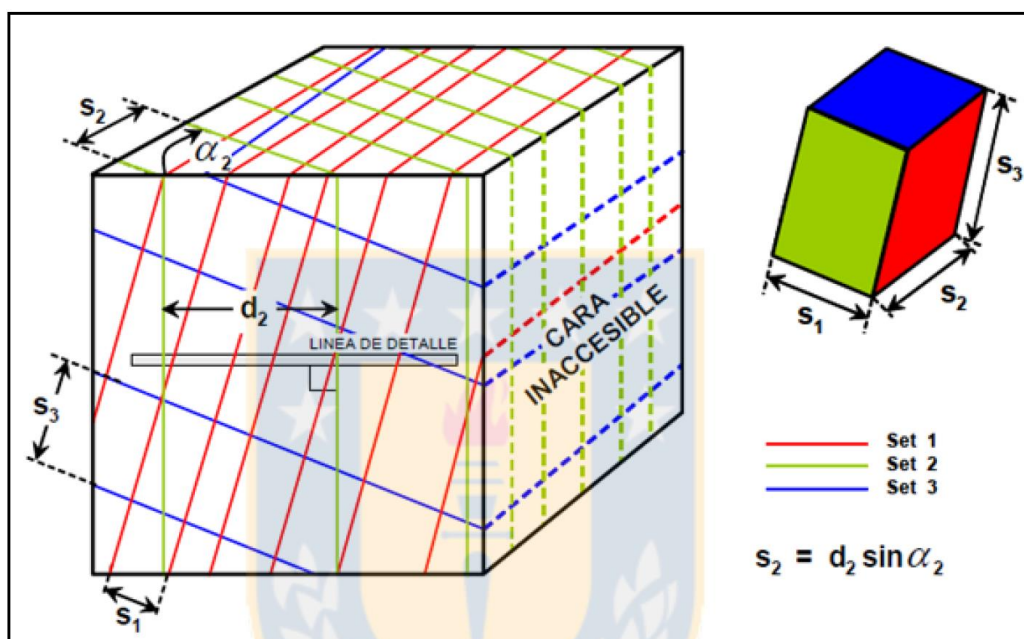 s₂
α₂
d₂
LINEA DE DETALLE
s₃
s₁
CARA
INACCESIBLE
s₃
s₂
s₁
Set 1
Set 2
Set 3
s₂ = d₂ sin α₂